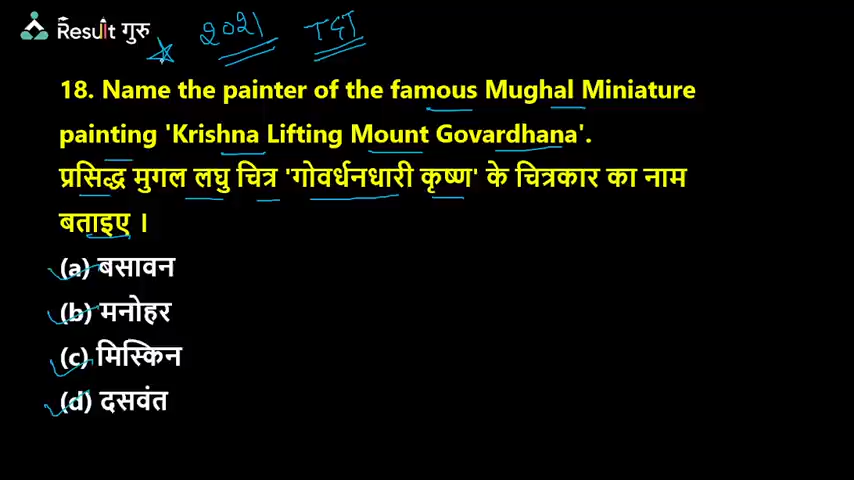 Result गुरु
2021 TGT
18. Name the painter of the famous Mughal Miniature
painting 'Krishna Lifting Mount Govardhana'.
प्रसिद्ध मुगल लघु चित्र 'गोवर्धनधारी कृष्ण' के चित्रकार का नाम
बताइए ।
(a) बसावन
(b) मनोहर
(c) मिस्किन
(d) दसवंत